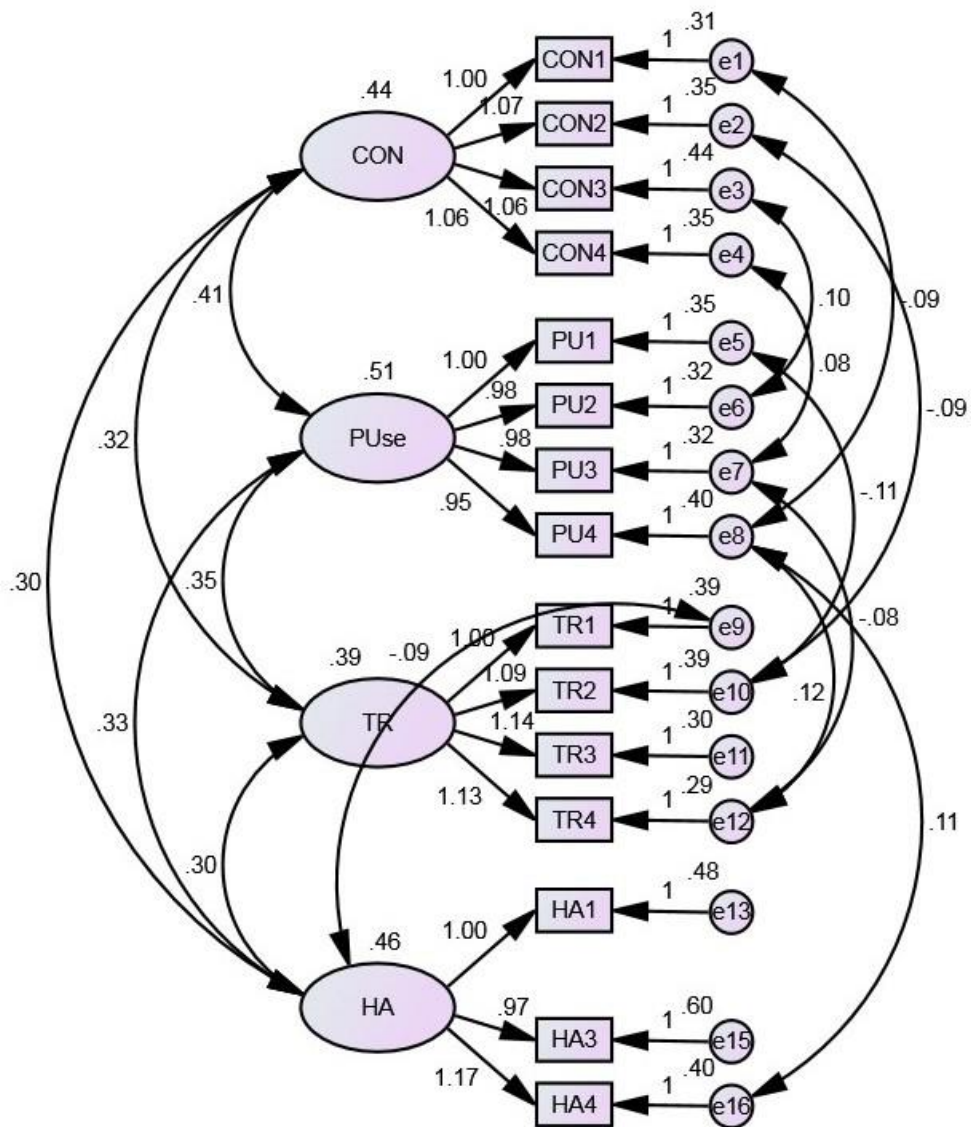 .31
1
CON1
e1
1.00
.44
.35
1
1.07
CON2
e2
CON
.44
1
CON3
e3
1.06
1.06
.35
1
CON4
e4
.41
.10
-.09
.35
1
PU1
e5
1.00
.08
.51
.32
1
.98
PU2
e6
-.09
.32
PUse
.98
.32
1
PU3
e7
.95
-.11
.40
1
PU4
e8
.30
.35
.39
1
TR1
e9
-.08
.39
-.09
1.00
.39
1
1.09
TR2
e10
.12
.33
TR
1.14
.30
1
TR3
e11
1.13
.29
1
TR4
e12
.11
.30
.48
1
HA1
e13
1.00
.46
HA
.97
.60
1
HA3
e15
1.17
.40
1
HA4
e16